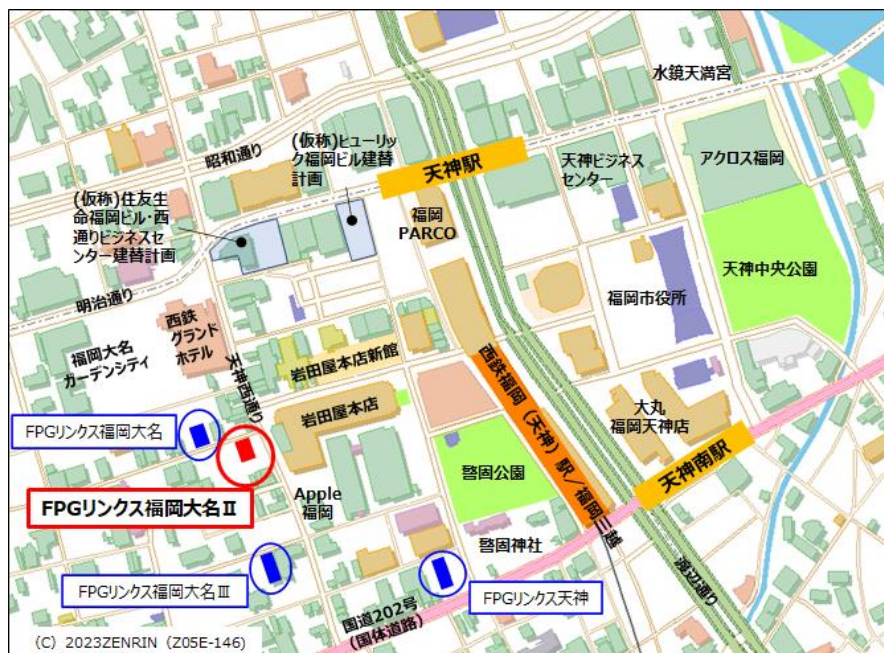 水鏡天満宮
昭和通り
(仮称)ヒューリッ
ク福岡ビル建替
計画
天神駅
天神ビジネス
センター
アクロス福岡
(仮称)住友生
命福岡ビル・西
通りビジネスセ
ンター建替計画
福岡
PARCO
天神中央公園
福岡市役所
明治通り
西鉄
グランド
ホテル
福岡大名
ガーデンシティ
天神西通り
岩田屋本店新館
岩田屋本店
西鉄福岡（天神）駅／福岡三越
大丸
福岡天神店
天神南駅
FPGリンクス福岡大名
FPGリンクス福岡大名Ⅱ
Apple
福岡
警固公園
警固神社
FPGリンクス福岡大名Ⅲ
FPGリンクス天神
渡辺通り
国道202号
（国体道路）
（C）2023ZENRIN（Z05E-146）